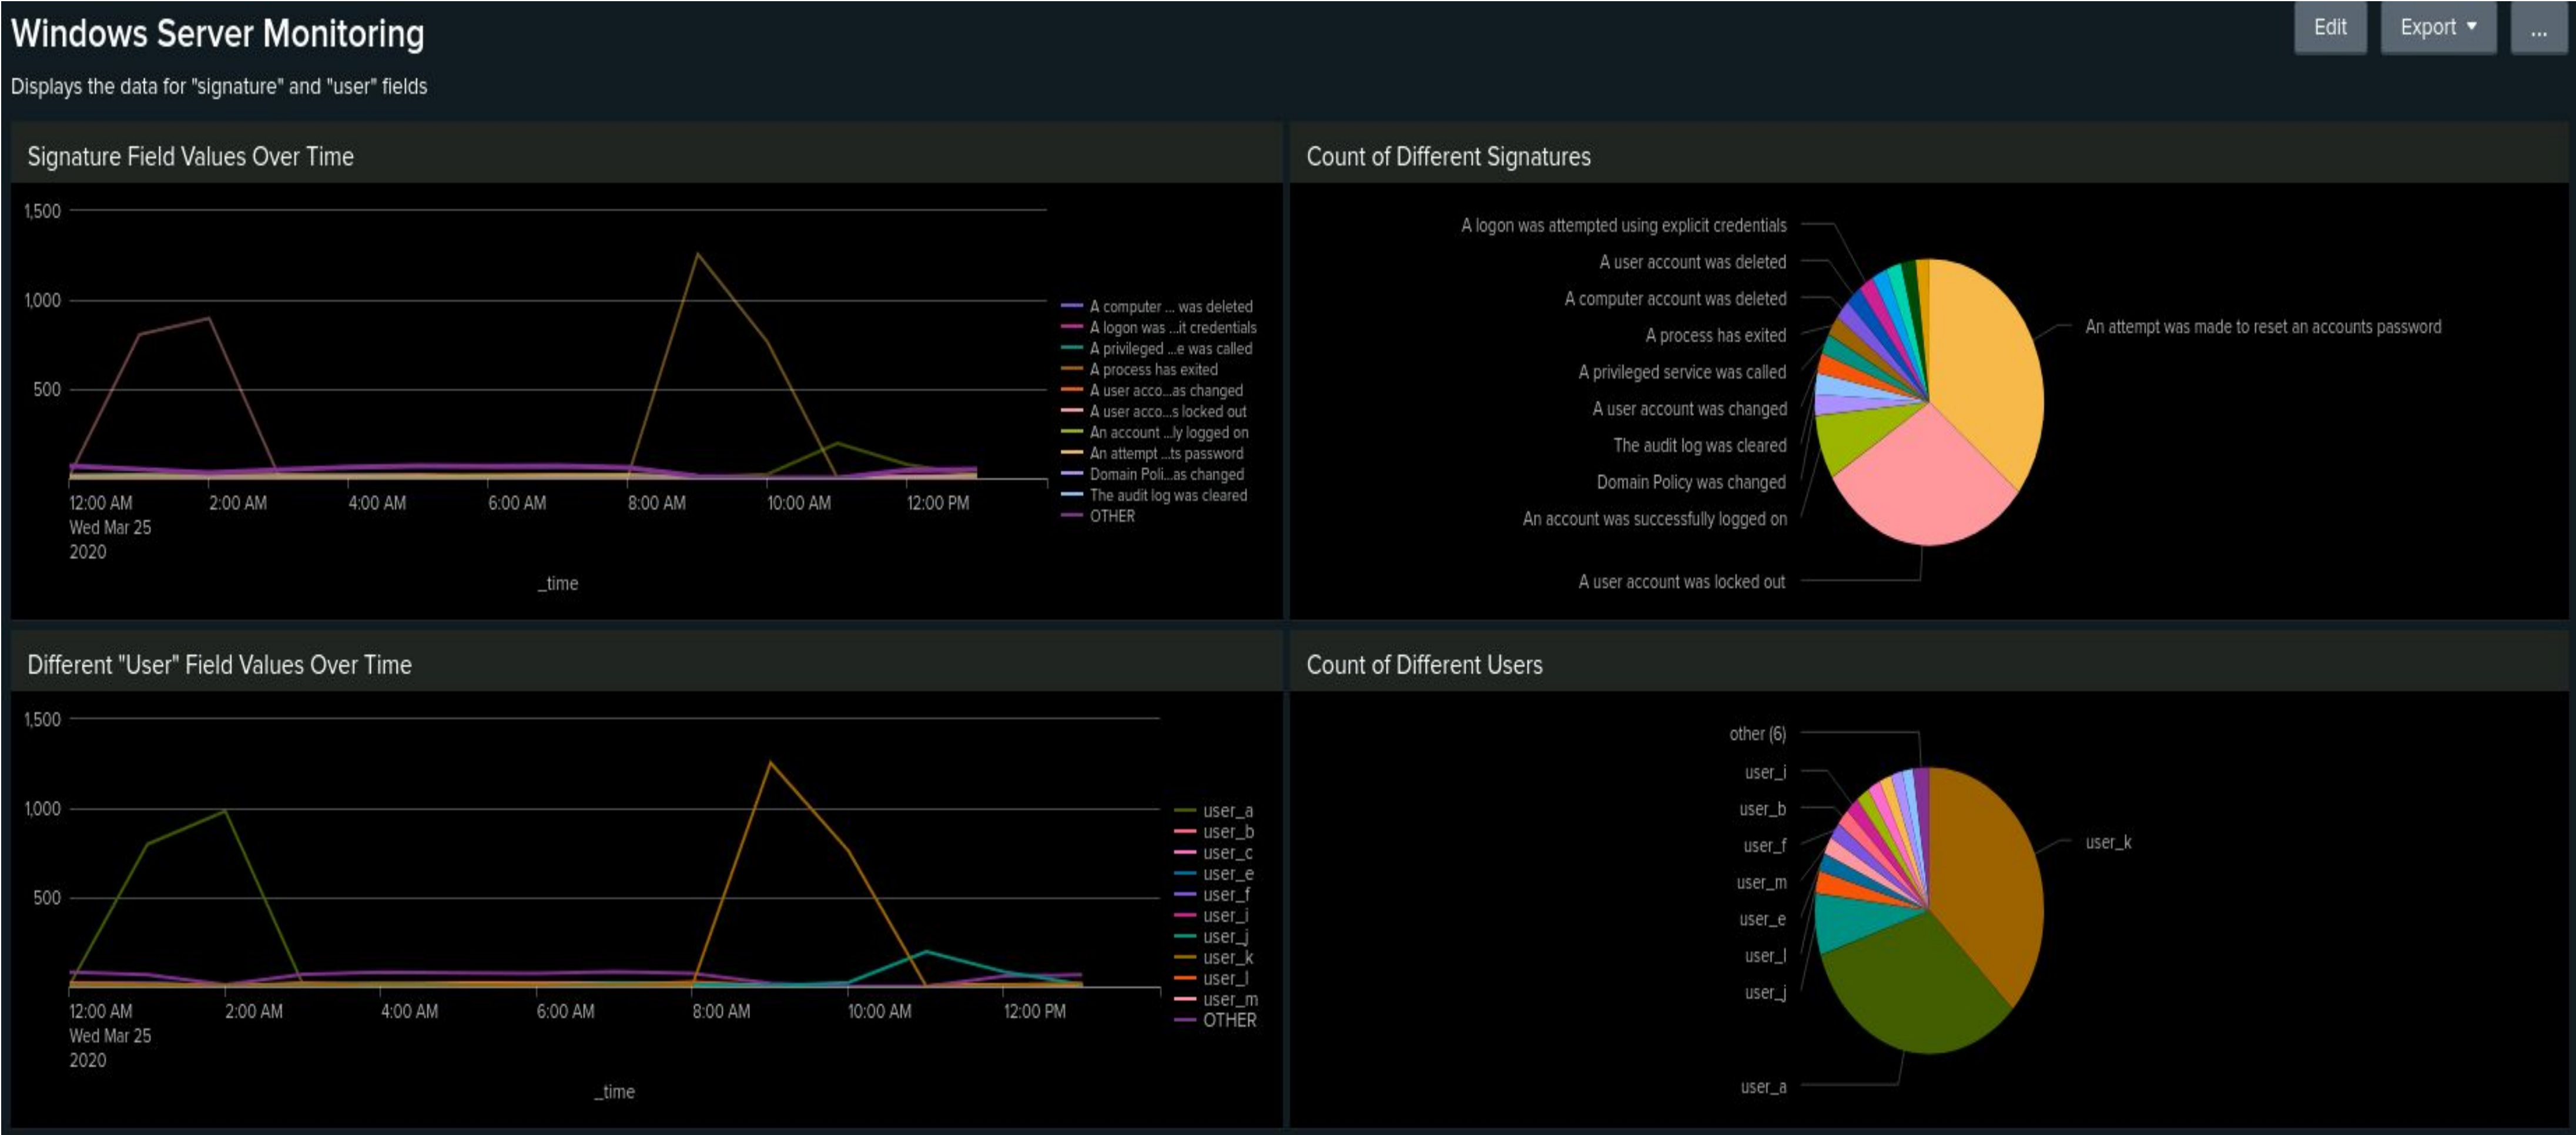 Windows Server Monitoring
Edit
Export
...
Displays the data for "signature" and "user" fields
Signature Field Values Over Time
1,500
1,000
500
12:00 AM
Wed Mar 25
2020
2:00 AM
4:00 AM
6:00 AM
8:00 AM
10:00 AM
12:00 PM
_time
A computer ... was deleted
A logon was ...it credentials
A privileged ...e was called
A process has exited
A user acco...as changed
A user acco...s locked out
An account ...ly logged on
An attempt ...ts password
Domain Poli...as changed
The audit log was cleared
OTHER
Count of Different Signatures
A logon was attempted using explicit credentials
A user account was deleted
A computer account was deleted
A process has exited
A privileged service was called
A user account was changed
The audit log was cleared
Domain Policy was changed
An account was successfully logged on
A user account was locked out
An attempt was made to reset an accounts password
Different "User" Field Values Over Time
1,500
1,000
500
12:00 AM
Wed Mar 25
2020
2:00 AM
4:00 AM
6:00 AM
8:00 AM
10:00 AM
12:00 PM
_time
user_a
user_b
user_c
user_e
user_f
user_i
user_j
user_k
user_l
user_m
OTHER
Count of Different Users
other (6)
user_i
user_b
user_f
user_m
user_e
user_l
user_j
user_a
user_k